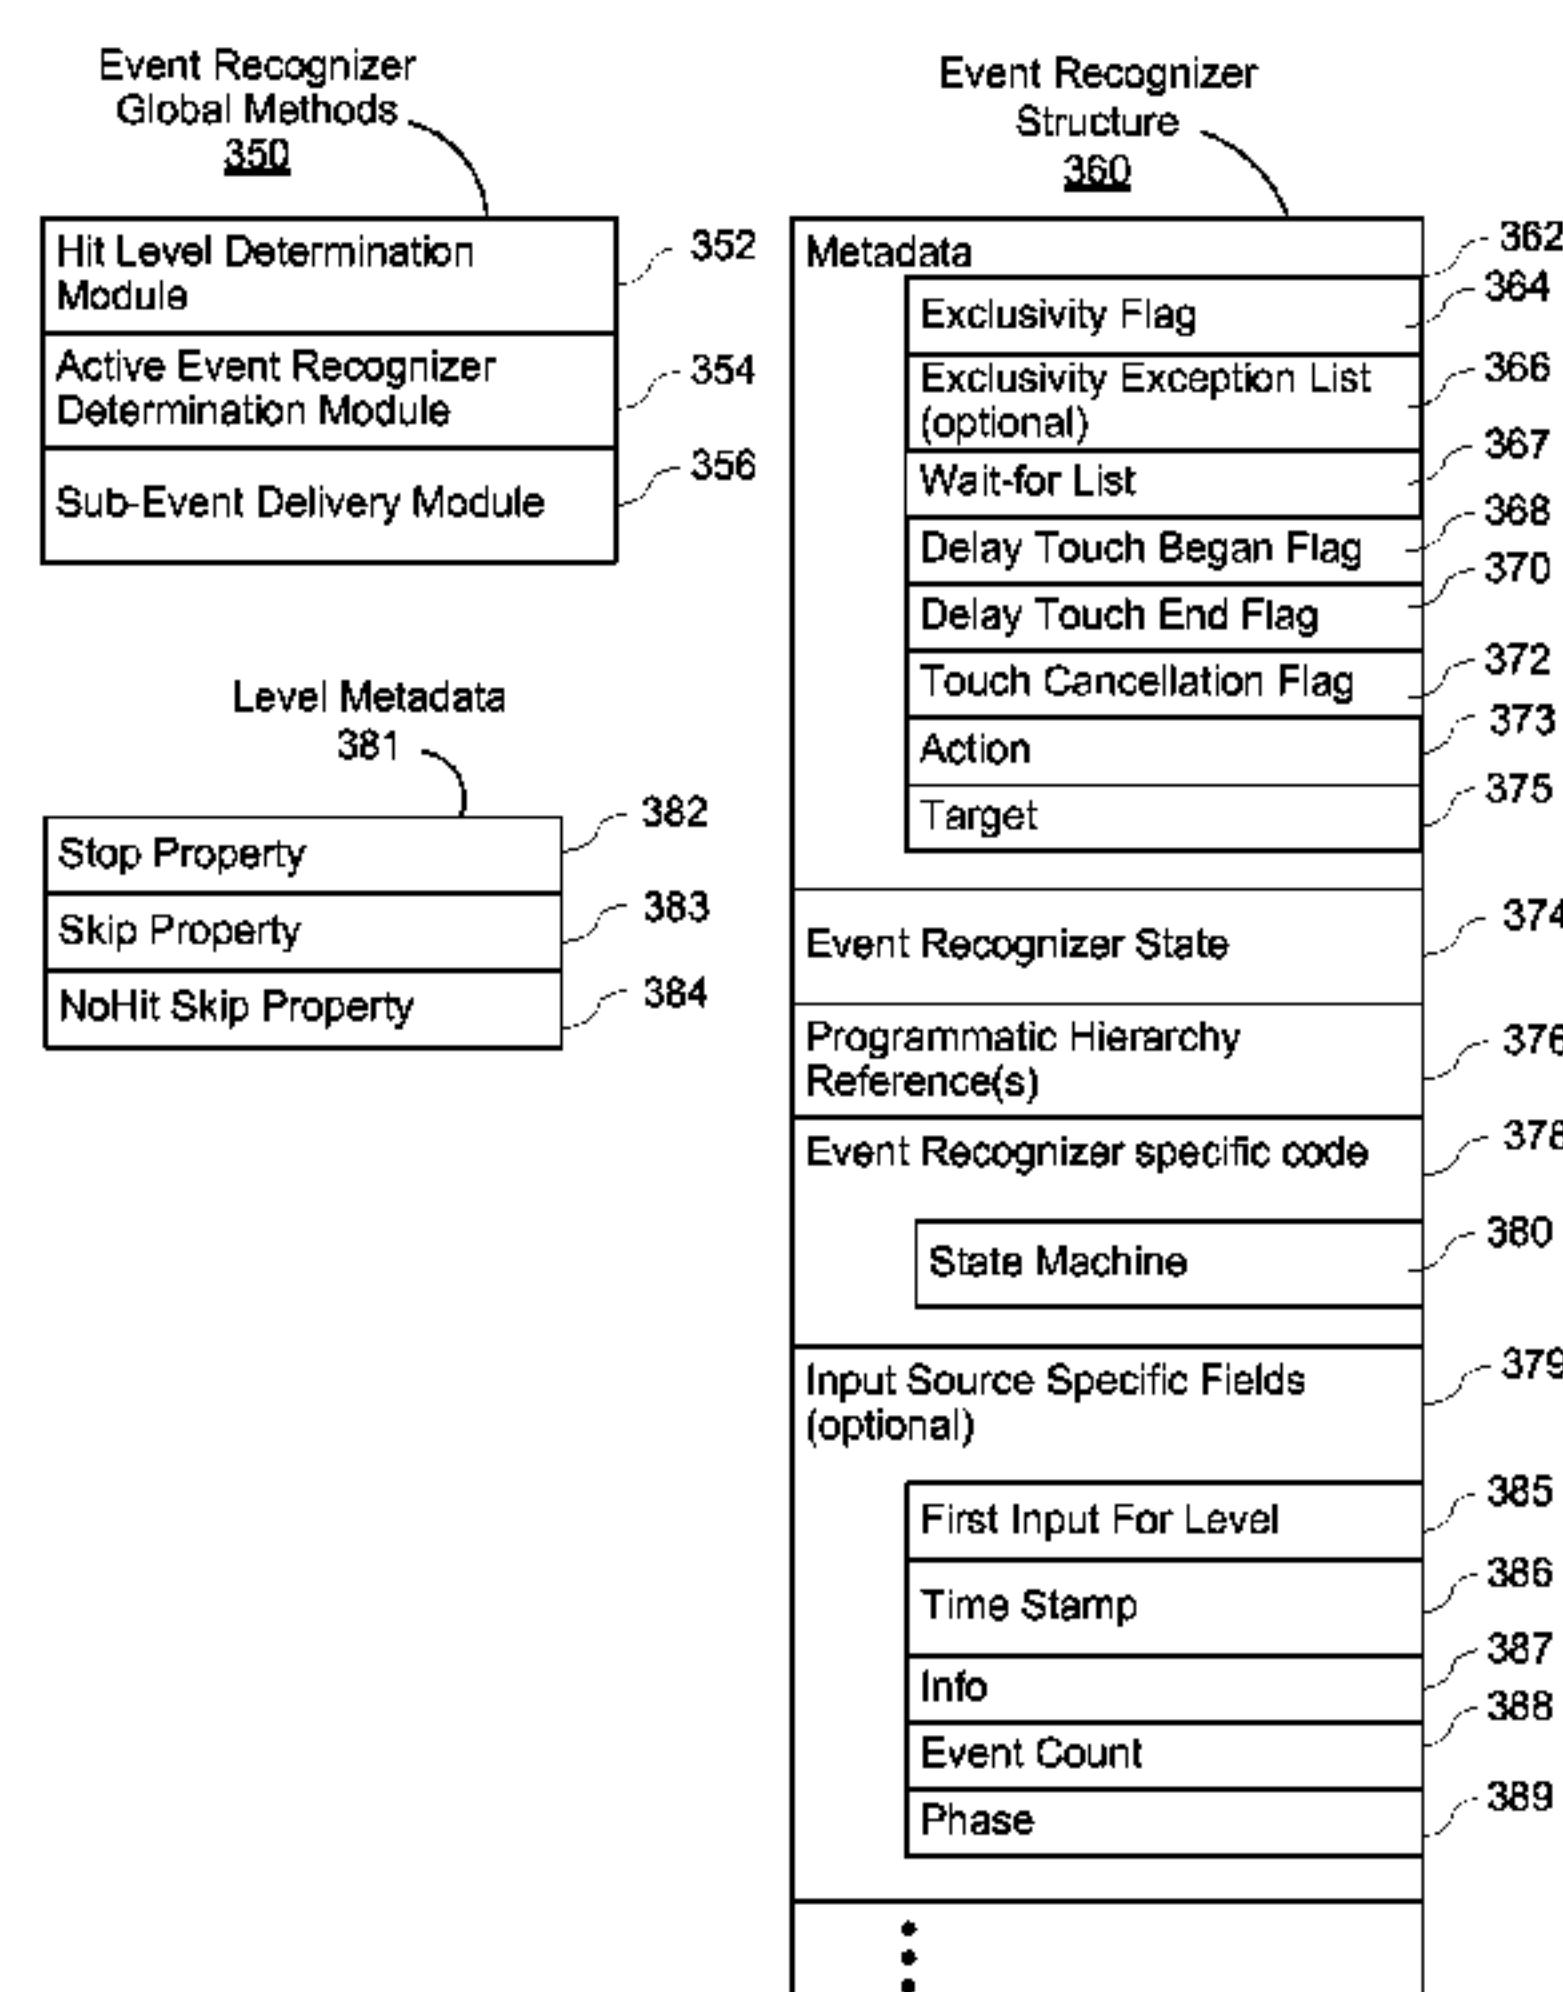 Event Recognizer
Global Methods
350
Hit Level Determination
Module
352
Active Event Recognizer
Determination Module
354
Sub-Event Delivery Module
356
Level Metadata
381
Stop Property
382
Skip Property
383
NoHit Skip Property
384
Event Recognizer
Structure
360
Metadata
362
Exclusivity Flag
364
Exclusivity Exception List
(optional)
366
Wait-for List
367
Delay Touch Began Flag
368
Delay Touch End Flag
370
Touch Cancellation Flag
372
Action
373
Target
375
Event Recognizer State
374
Programmatic Hierarchy
Reference(s)
376
Event Recognizer specific code
378
State Machine
380
Input Source Specific Fields
(optional)
379
First Input For Level
385
Time Stamp
386
Info
387
Event Count
388
Phase
389